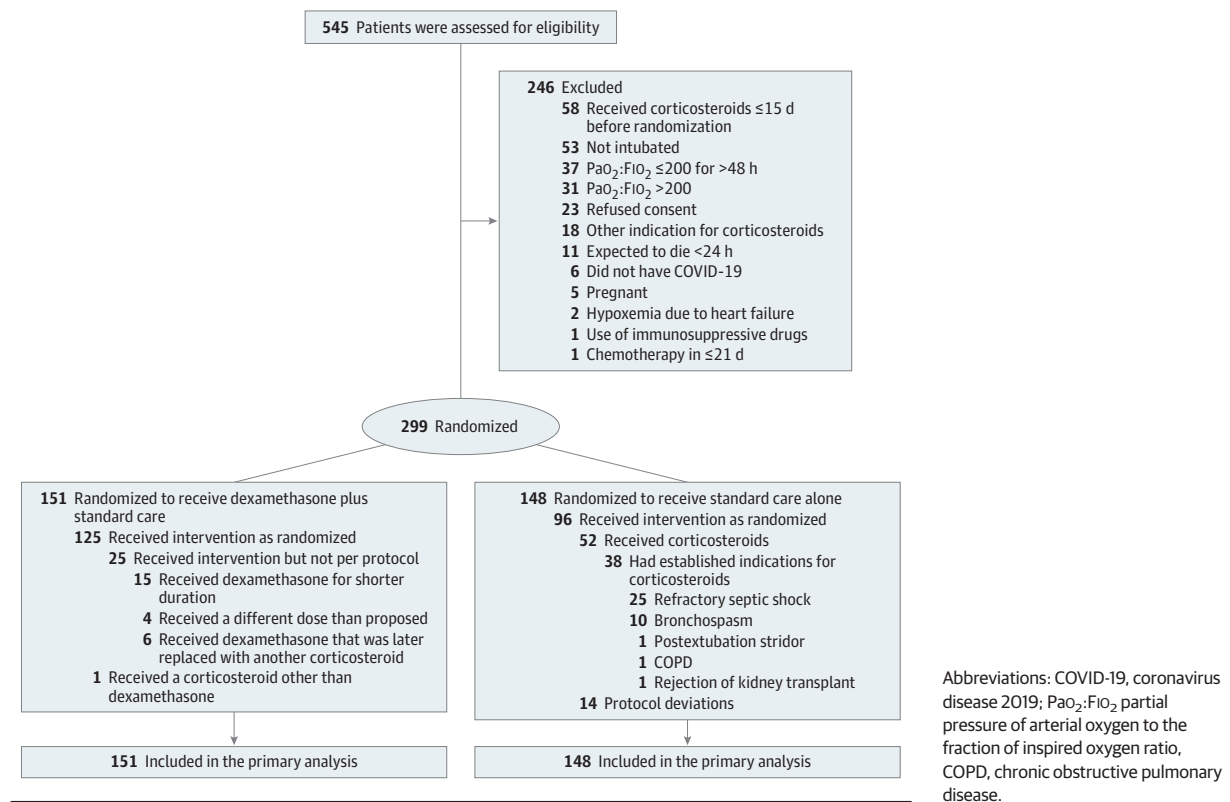 545 Patients were assessed for eligibility
246 Excluded
58 Received corticosteroids ≤15 d
before randomization
53 Not intubated
37 PaO2:FIO2 ≤200 for >48 h
31 PaO2:FIO2 >200
23 Refused consent
18 Other indication for corticosteroids
11 Expected to die <24 h
6 Did not have COVID-19
5 Pregnant
2 Hypoxemia due to heart failure
1 Use of immunosuppressive drugs
1 Chemotherapy in ≤21 d
299 Randomized
151 Randomized to receive dexamethasone plus
standard care
125 Received intervention as randomized
25 Received intervention but not per protocol
15 Received dexamethasone for shorter
duration
4 Received a different dose than proposed
6 Received dexamethasone that was later
replaced with another corticosteroid
1 Received a corticosteroid other than
dexamethasone
148 Randomized to receive standard care alone
96 Received intervention as randomized
52 Received corticosteroids
38 Had established indications for
corticosteroids
25 Refractory septic shock
10 Bronchospasm
1 Postextubation stridor
1 COPD
1 Rejection of kidney transplant
14 Protocol deviations
151 Included in the primary analysis
148 Included in the primary analysis
Abbreviations: COVID-19, coronavirus
disease 2019; PaO2:FIO2 partial
pressure of arterial oxygen to the
fraction of inspired oxygen ratio,
COPD, chronic obstructive pulmonary
disease.